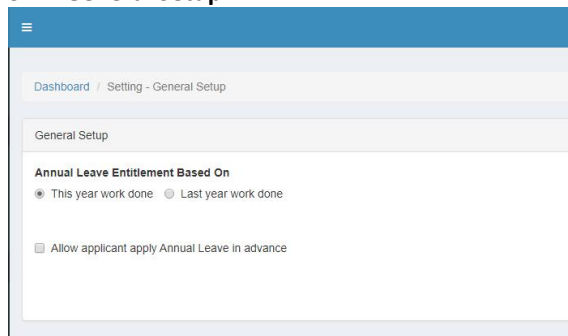 Dashboard / Setting - General Setup
General Setup
Annual Leave Entitlement Based On
This year work done Last year work done
Allow applicant apply Annual Leave in advance